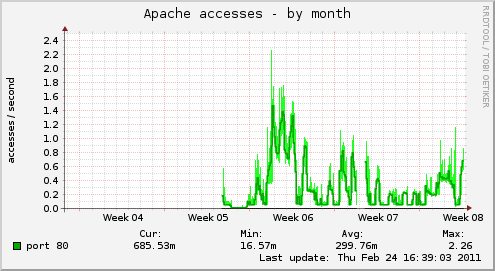 Apache accesses - by month
RRDTOOL / TOBI OETIKER
accesses / second
2.4
2.2
2.0
1.8
1.6
1.4
1.2
1.0
0.8
0.6
0.4
0.2
0.0
Week 04 Week 05 Week 06 Week 07 Week 08
Cur: Min: Avg: Max:
port 80 685.53m 16.57m 299.76m 2.26
Last update: Thu Feb 24 16:39:03 2011